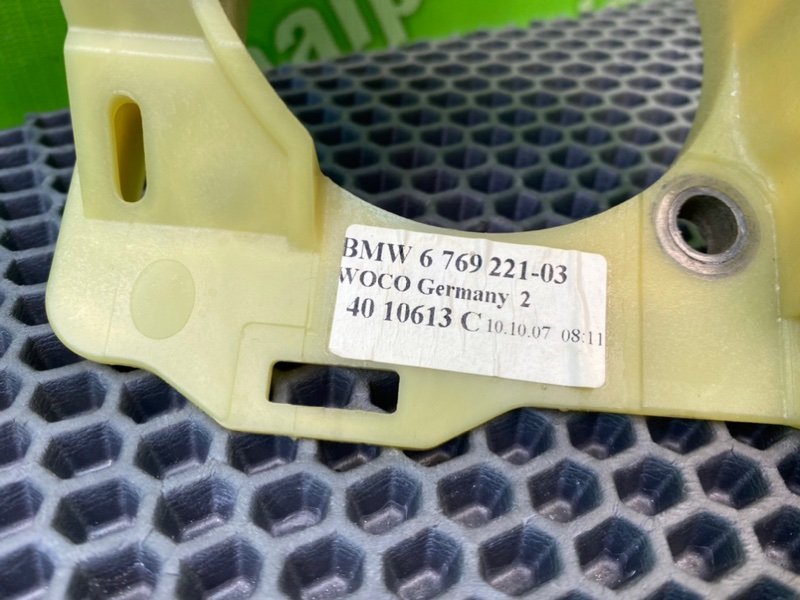 BMW 6 769 221-03
WOCO Germany 2
40 10613 C 10.10.07 08:11